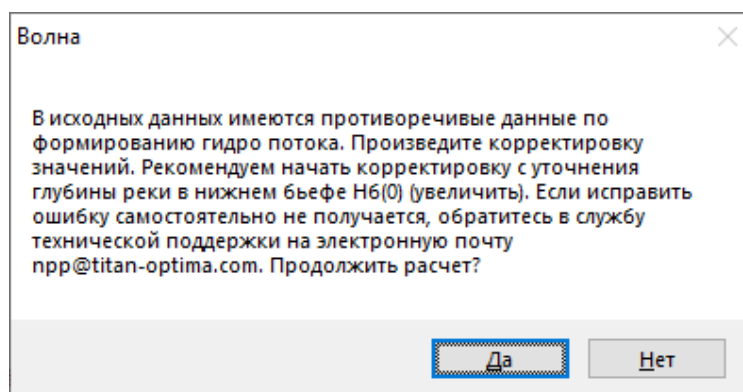 Волна
В исходных данных имеются противоречивые данные по
формированию гидро потока. Произведите корректировку
значений. Рекомендуем начать корректировку с уточнения
глубины реки в нижнем бьефе Н6(0) (увеличить). Если исправить
ошибку самостоятельно не получается, обратитесь в службу
технической поддержки на электронную почту
npp@titan-optima.com. Продолжить расчет?
Да
Нет